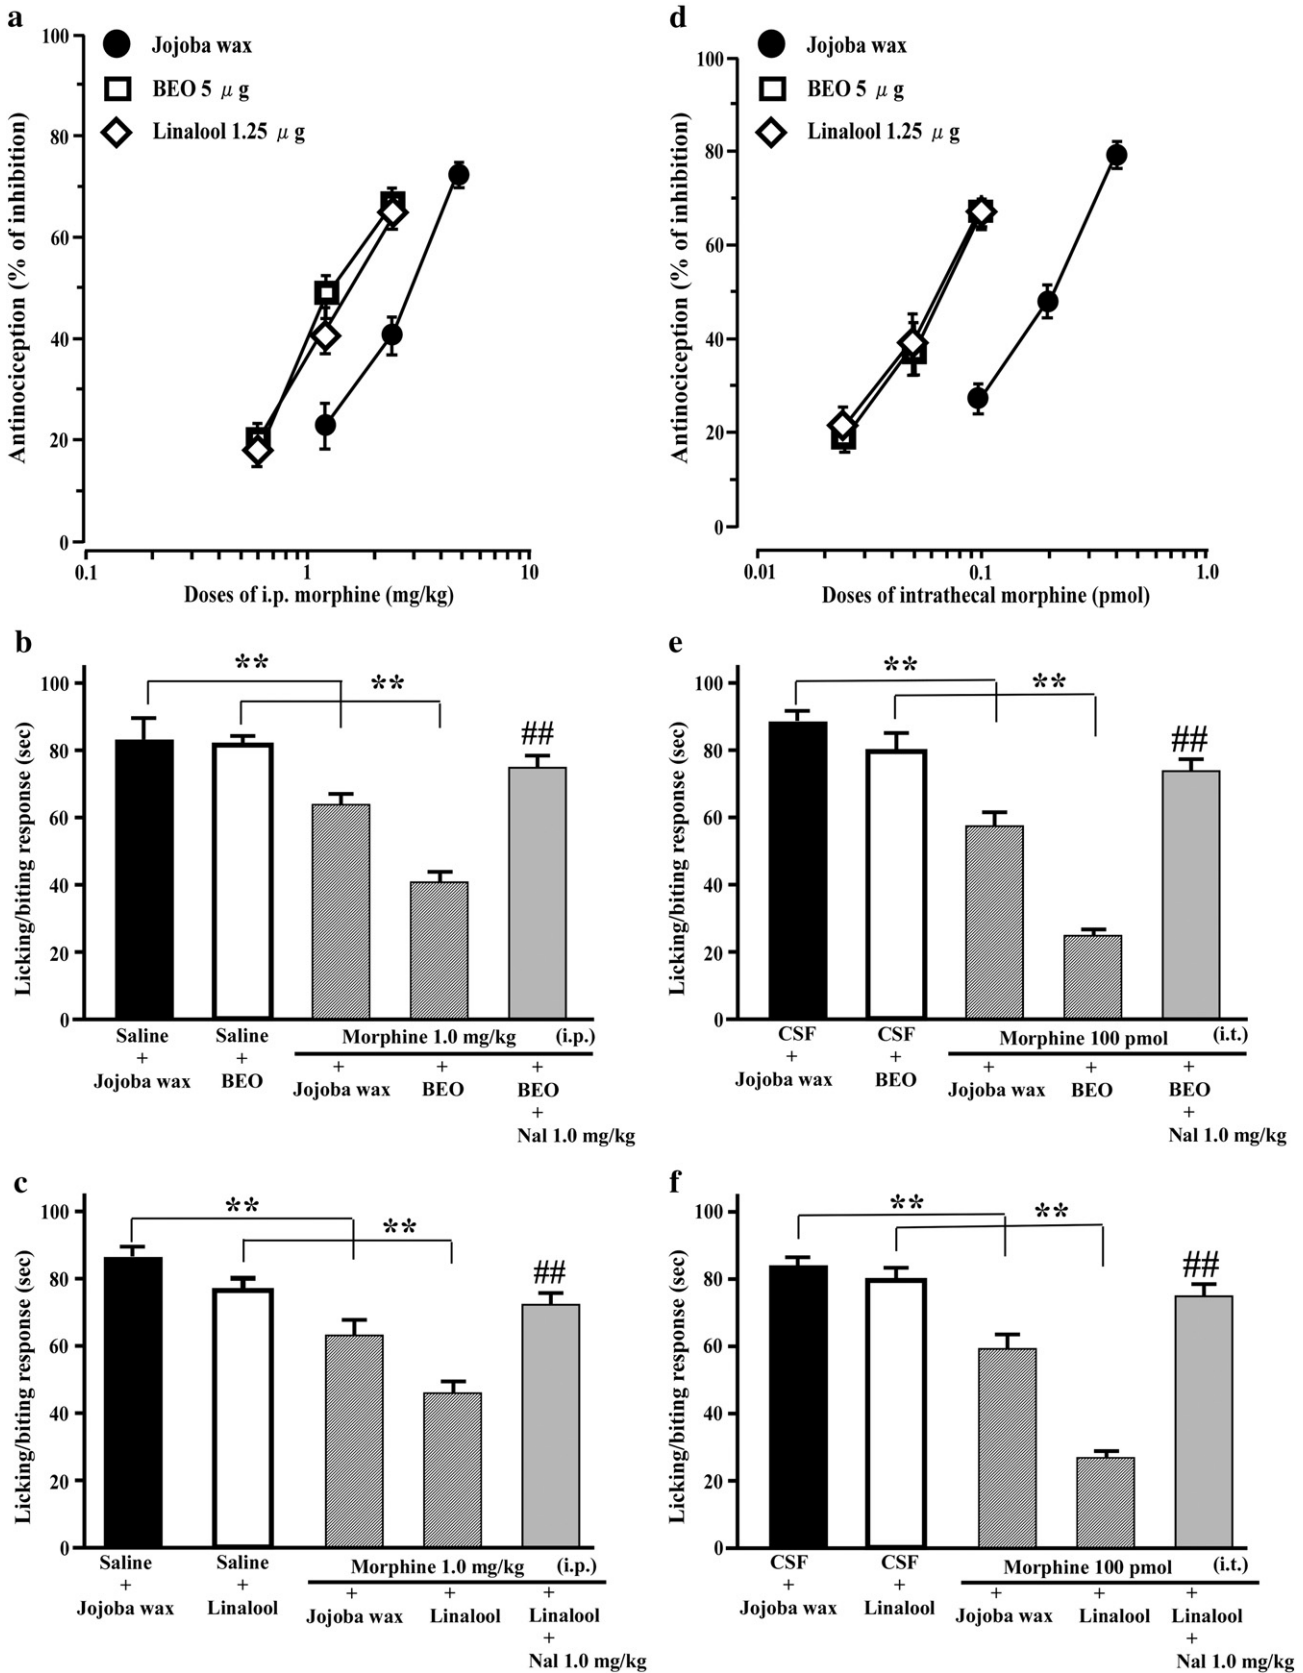 a
100
80
60
40
20
0
Antinociception (% of inhibition)
Jojoba wax
BEO 5 μg
Linalool 1.25 μg
0.1 1 10
Doses of i.p. morphine (mg/kg)
d
100
80
60
40
20
0
Antinociception (% of inhibition)
Jojoba wax
BEO 5 μg
Linalool 1.25 μg
0.01 0.1 1.0
Doses of intrathecal morphine (pmol)
b
100
80
60
40
20
0
Licking/biting response (sec)
**
**
##
Saline + Jojoba wax
Saline + BEO
Morphine 1.0 mg/kg (i.p.)
+ Jojoba wax
+ BEO
+ BEO + Nal 1.0 mg/kg
e
100
80
60
40
20
0
Licking/biting response (sec)
**
**
##
CSF + Jojoba wax
CSF + BEO
Morphine 100 pmol (i.t.)
+ Jojoba wax
+ BEO
+ BEO + Nal 1.0 mg/kg
c
100
80
60
40
20
0
Licking/biting response (sec)
**
**
##
Saline + Jojoba wax
Saline + Linalool
Morphine 1.0 mg/kg (i.p.)
+ Jojoba wax
+ Linalool
+ Linalool + Nal 1.0 mg/kg
f
100
80
60
40
20
0
Licking/biting response (sec)
**
**
##
CSF + Jojoba wax
CSF + Linalool
Morphine 100 pmol (i.t.)
+ Jojoba wax
+ Linalool
+ Linalool + Nal 1.0 mg/kg